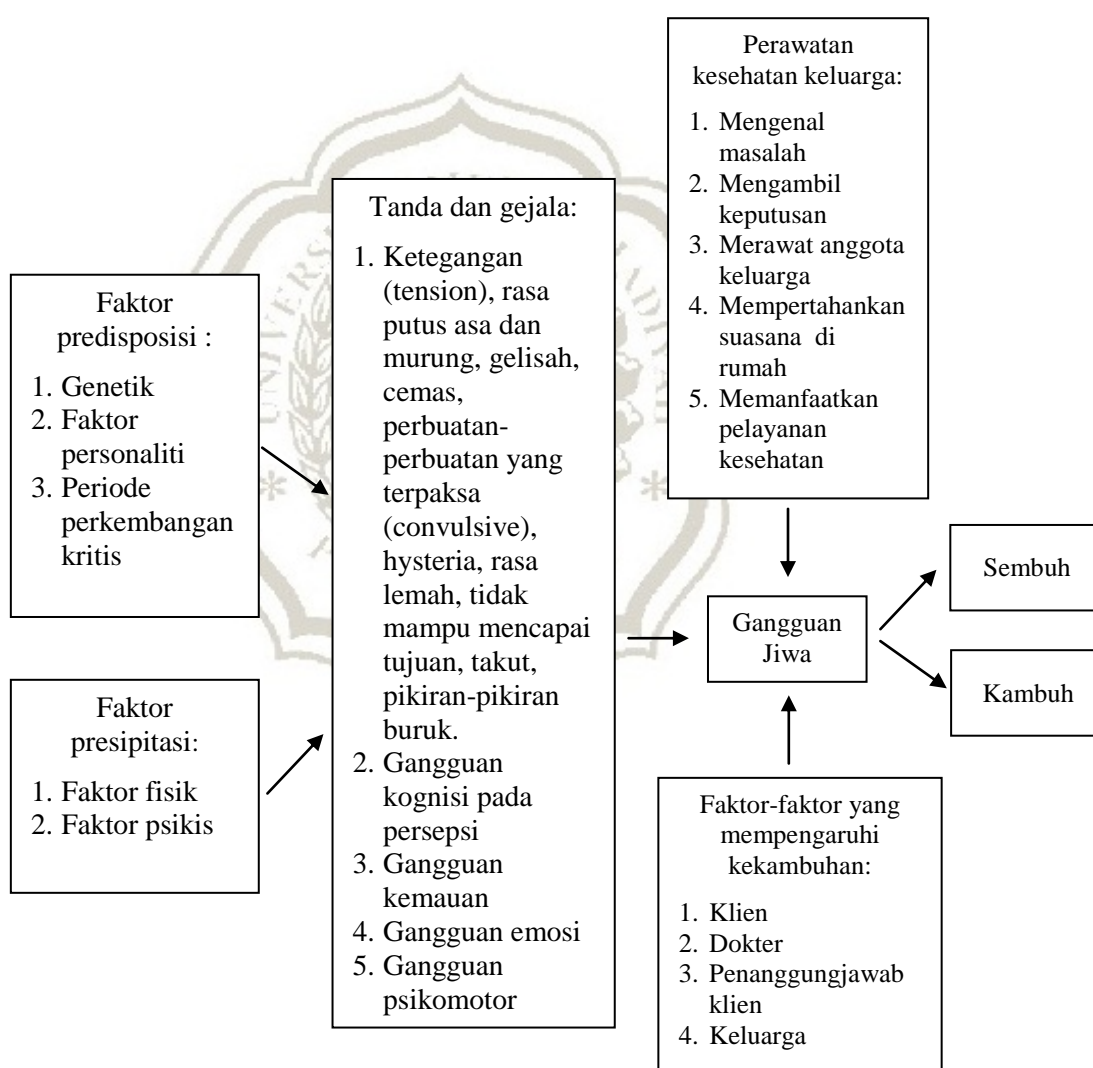 Faktor
predisposisi :
1. Genetik
2. Faktor
personaliti
3. Periode
perkembangan
kritis
Faktor
presipitasi:
1. Faktor fisik
2. Faktor psikis
Tanda dan gejala:
1. Ketegangan
(tension), rasa
putus asa dan
murung, gelisah,
cemas,
perbuatan-
perbuatan yang
terpaksa
(convulsive),
hysteria, rasa
lemah, tidak
mampu mencapai
tujuan, takut,
pikiran-pikiran
buruk.
2. Gangguan
kognisi pada
persepsi
3. Gangguan
kemauan
4. Gangguan emosi
5. Gangguan
psikomotor
Perawatan
kesehatan keluarga:
1. Mengenal
masalah
2. Mengambil
keputusan
3. Merawat anggota
keluarga
4. Mempertahankan
suasana di
rumah
5. Memanfaatkan
pelayanan
kesehatan
Gangguan
Jiwa
Faktor-faktor yang
mempengaruhi
kekambuhan:
1. Klien
2. Dokter
3. Penanggungjawab
klien
4. Keluarga
Sembuh
Kambuh